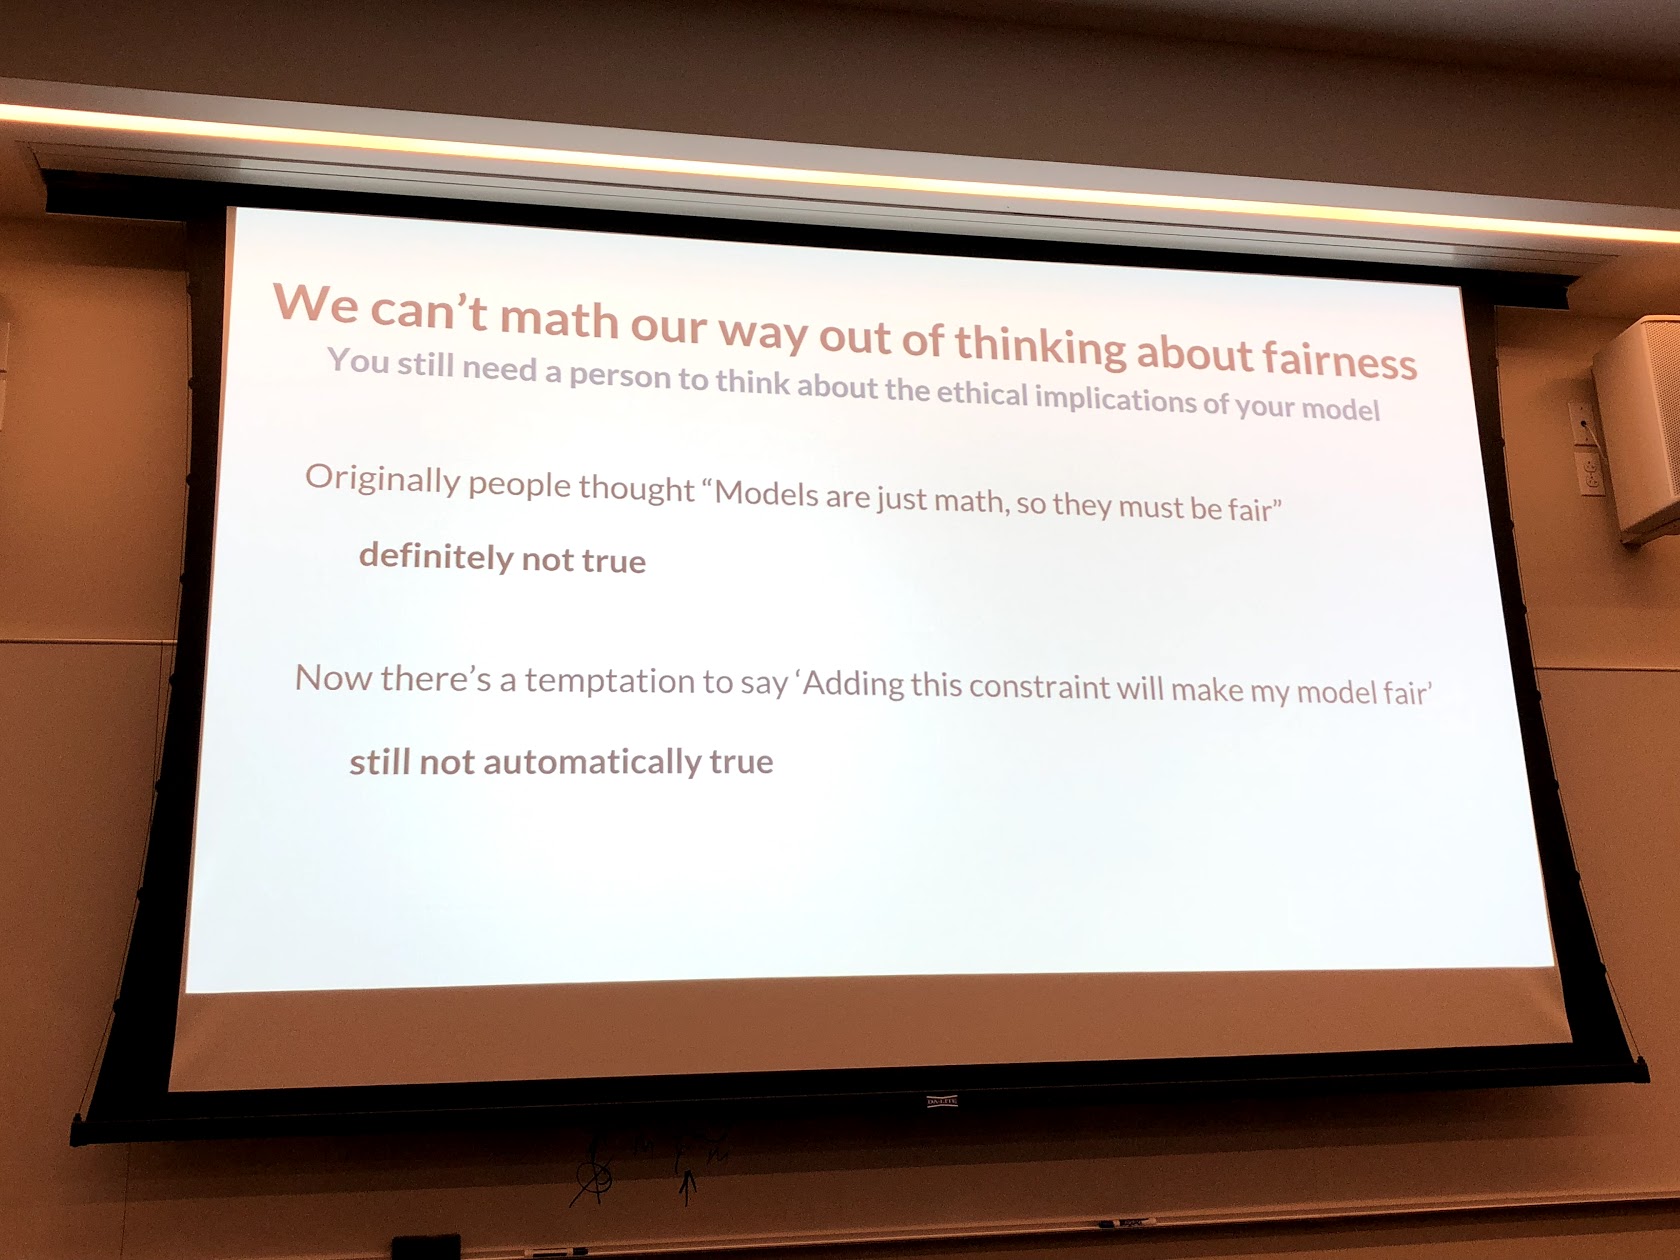 We can’t math our way out of thinking about fairness
You still need a person to think about the ethical implications of your model
Originally people thought “Models are just math, so they must be fair”
definitely not true
Now there’s a temptation to say ‘Adding this constraint will make my model fair’
still not automatically true
DA-LITE